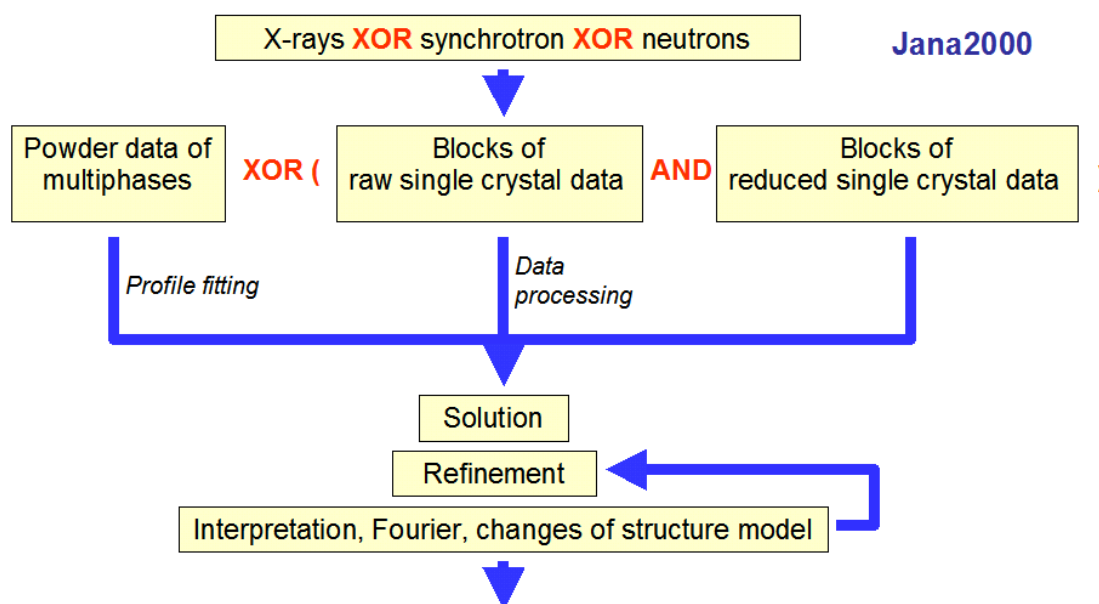 X-rays XOR synchrotron XOR neutrons
Jana2000
Powder data of
multiphases
XOR (
Blocks of
raw single crystal data
AND
Blocks of
reduced single crystal data
Profile fitting
Data
processing
Solution
Refinement
Interpretation, Fourier, changes of structure model